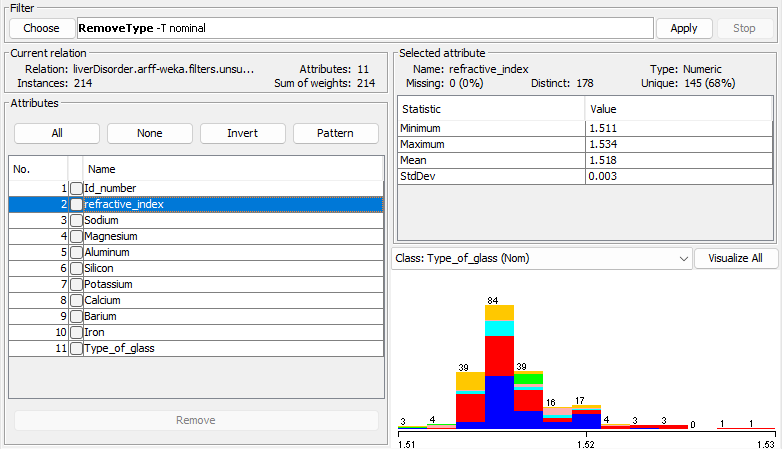 Filter
Choose RemoveType -T nominal Apply Stop
Current relation
Relation: liverDisorder.arff-weka.filters.unsu... Attributes: 11
Instances: 214 Sum of weights: 214
Attributes
All None Invert Pattern
No. Name
1 Id_number
2 refractive_index
3 Sodium
4 Magnesium
5 Aluminum
6 Silicon
7 Potassium
8 Calcium
9 Barium
10 Iron
11 Type_of_glass
Remove
Selected attribute
Name: refractive_index Type: Numeric
Missing: 0 (0%) Distinct: 178 Unique: 145 (68%)
Statistic Value
Minimum 1.511
Maximum 1.534
Mean 1.518
StdDev 0.003
Class: Type_of_glass (Nom) Visualize All
3 4 39 84 39 16 17 4 3 3 0 1 1
1.51 1.52 1.53